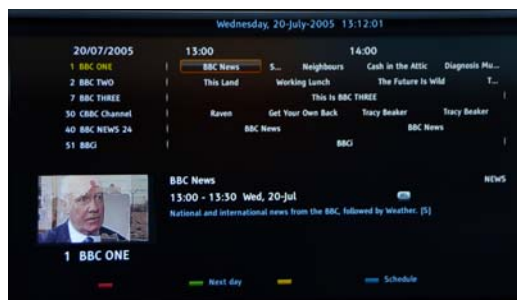 Wednesday, 20-July-2005 13:12:01
20/07/2005 13:00 14:00
1 BBC ONE BBC News S... Neighbours Cash in the Attic Diagnosis Mu...
2 BBC TWO This Land Working Lunch The Future Is Wild T...
7 BBC THREE This Is BBC THREE
30 CBBC Channel Raven Get Your Own Back Tracy Beaker Tracy Beaker
40 BBC NEWS 24 BBC News BBC News
51 BBCi BBCi
BBC News NEWS
13:00 - 13:30 Wed, 20-Jul
National and international news from the BBC, followed by Weather. [S]
1 BBC ONE
Next day Schedule